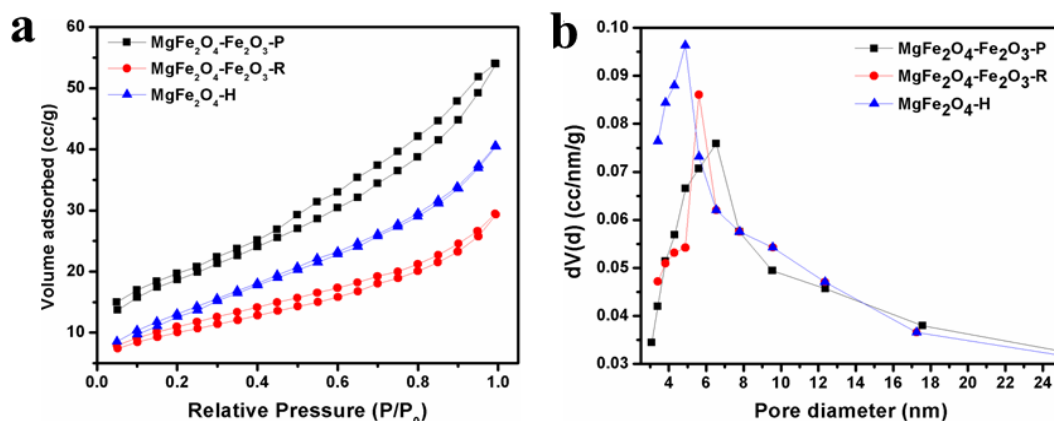 a
60
50
40
30
20
10
Volume adsorbed (cc/g)
MgFe₂O₄-Fe₂O₃-P
MgFe₂O₄-Fe₂O₃-R
MgFe₂O₄-H
0.0 0.2 0.4 0.6 0.8 1.0
Relative Pressure (P/P₀)
b
0.10
0.09
0.08
0.07
0.06
0.05
0.04
0.03
dV(d) (cc/nm/g)
MgFe₂O₄-Fe₂O₃-P
MgFe₂O₄-Fe₂O₃-R
MgFe₂O₄-H
4 6 8 10 12 14 16 18 20 22 24
Pore diameter (nm)